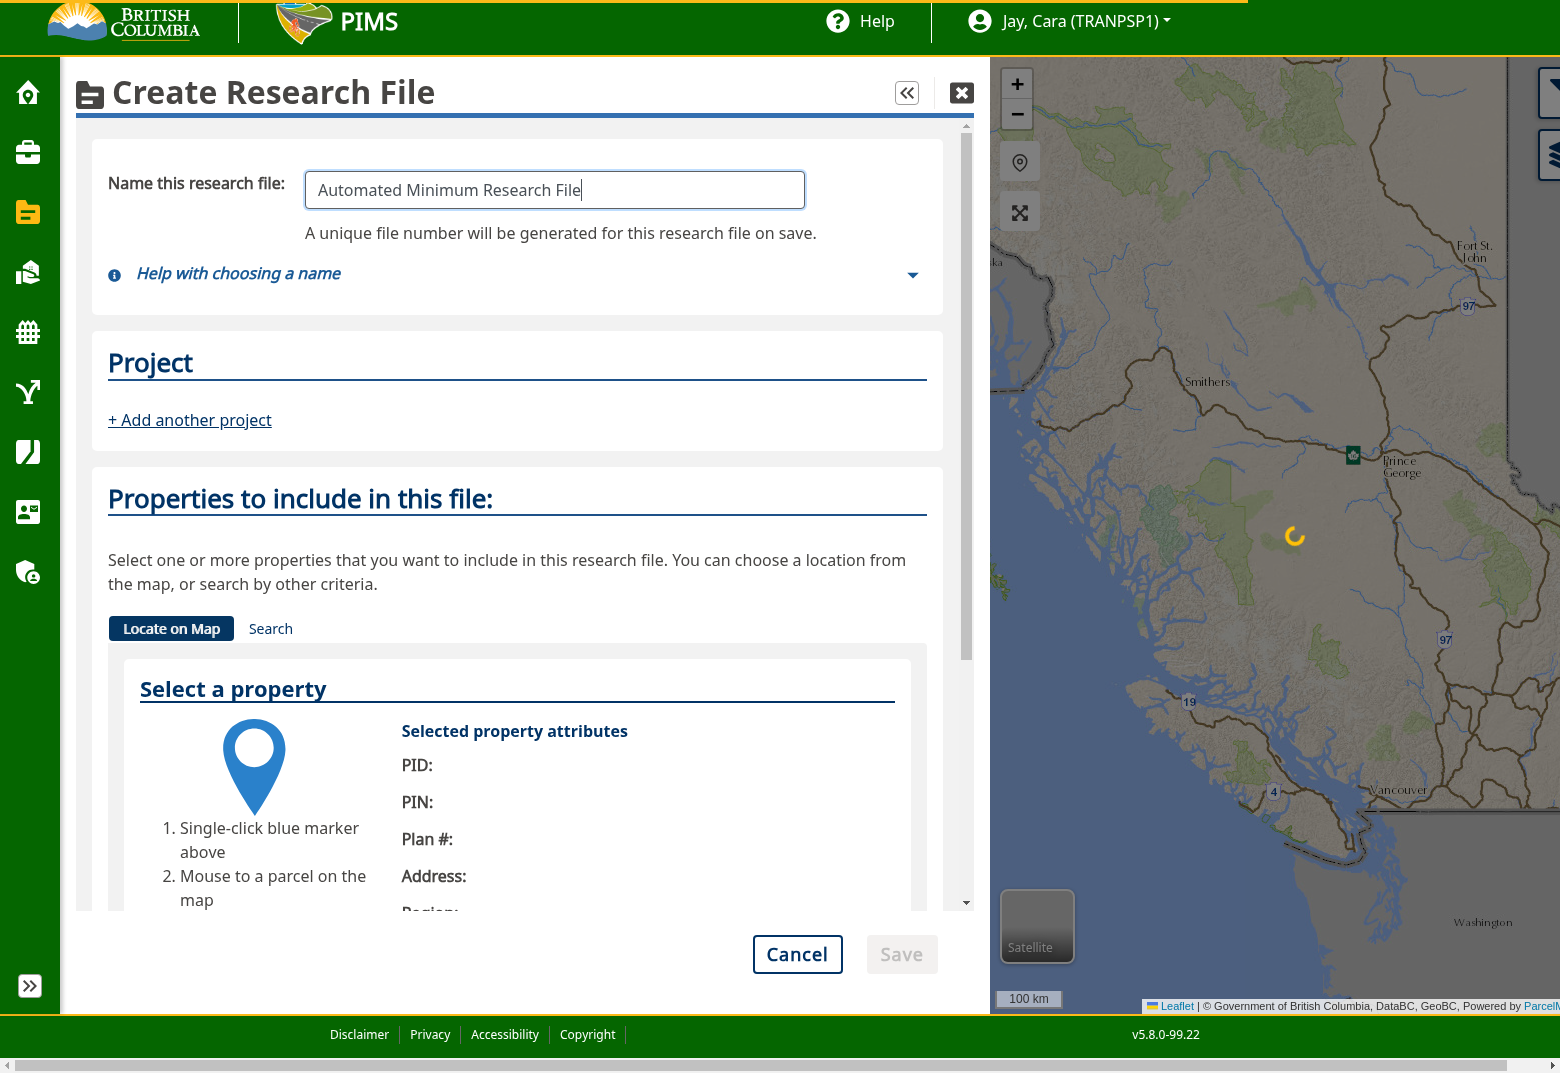 BRITISH
COLUMBIA
PIMS
Help
Jay, Cara (TRANPSP1)
Create Research File
Name this research file:
Automated Minimum Research File
A unique file number will be generated for this research file on save.
Help with choosing a name
Project
+ Add another project
Properties to include in this file:
Select one or more properties that you want to include in this research file. You can choose a location from
the map, or search by other criteria.
Locate on Map
Search
Select a property
1. Single-click blue marker
above
2. Mouse to a parcel on the
map
Selected property attributes
PID:
PIN:
Plan #:
Address:
Region:
Cancel
Save
+
−
Fort St.
John
97
Smithers
Prince
George
97
19
4
Vancouver
Washington
Satellite
100 km
Leaflet | © Government of British Columbia, DataBC, GeoBC, Powered by
Disclaimer
Privacy
Accessibility
Copyright
v5.8.0-99.22